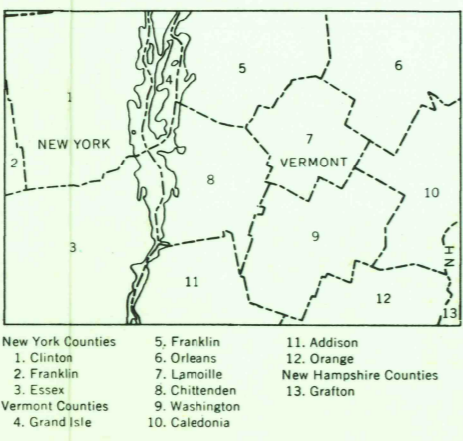 5
6
4
1
7
NEW YORK
VERMONT
2
8
10
9
3
NH
11
12
13
New York Counties
1. Clinton
2. Franklin
3. Essex
Vermont Counties
4. Grand Isle
5. Franklin
6. Orleans
7. Lamoille
8. Chittenden
9. Washington
10. Caledonia
11. Addison
12. Orange
New Hampshire Counties
13. Grafton